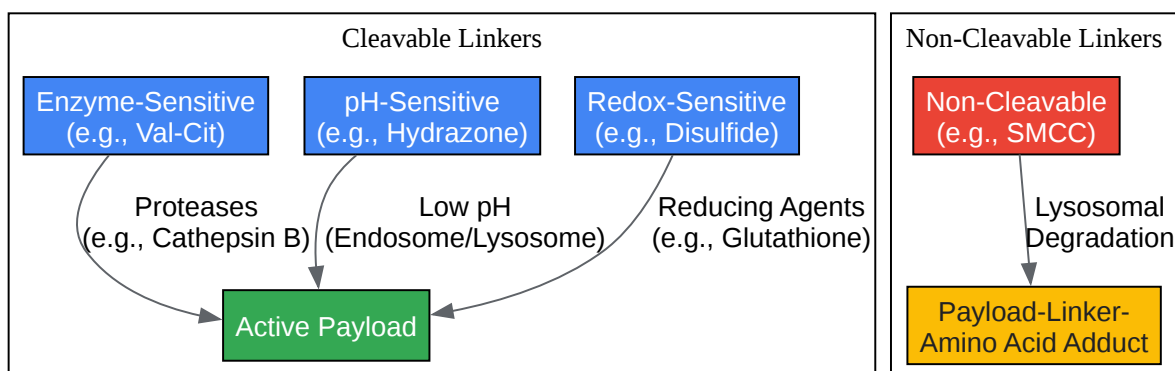 Cleavable Linkers
Enzyme-Sensitive
(e.g., Val-Cit)
pH-Sensitive
(e.g., Hydrazone)
Redox-Sensitive
(e.g., Disulfide)
Proteases
(e.g., Cathepsin B)
Low pH
(Endosome/Lysosome)
Reducing Agents
(e.g., Glutathione)
Active Payload
Non-Cleavable Linkers
Non-Cleavable
(e.g., SMCC)
Lysosomal
Degradation
Payload-Linker-
Amino Acid Adduct